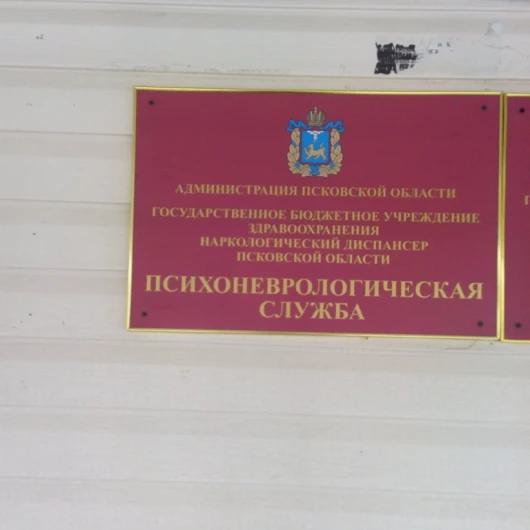 АДМИНИСТРАЦИЯ ПСКОВСКОЙ ОБЛАСТИ
ГОСУДАРСТВЕННОЕ БЮДЖЕТНОЕ УЧРЕЖДЕНИЕ
ЗДРАВООХРАНЕНИЯ
НАРКОЛОГИЧЕСКИЙ ДИСПАНСЕР
ПСКОВСКОЙ ОБЛАСТИ
ПСИХОНЕВРОЛОГИЧЕСКАЯ
СЛУЖБА